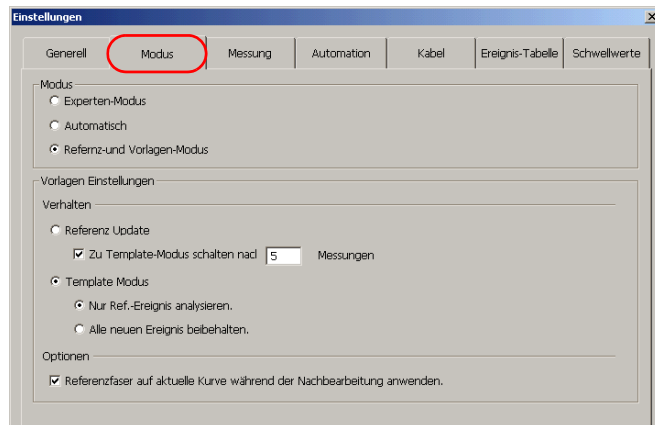 Einstellungen
Generell Modus Messung Automation Kabel Ereignis-Tabelle Schwellwerte
Modus
Experten-Modus
Automatisch
Refernz-und Vorlagen-Modus
Vorlagen Einstellungen
Verhalten
Referenz Update
Zu Template-Modus schalten nacl 5 Messungen
Template Modus
Nur Ref.-Ereignis analysieren.
Alle neuen Ereignis beibehalten.
Optionen
Referenzfaser auf aktuelle Kurve während der Nachbearbeitung anwenden.